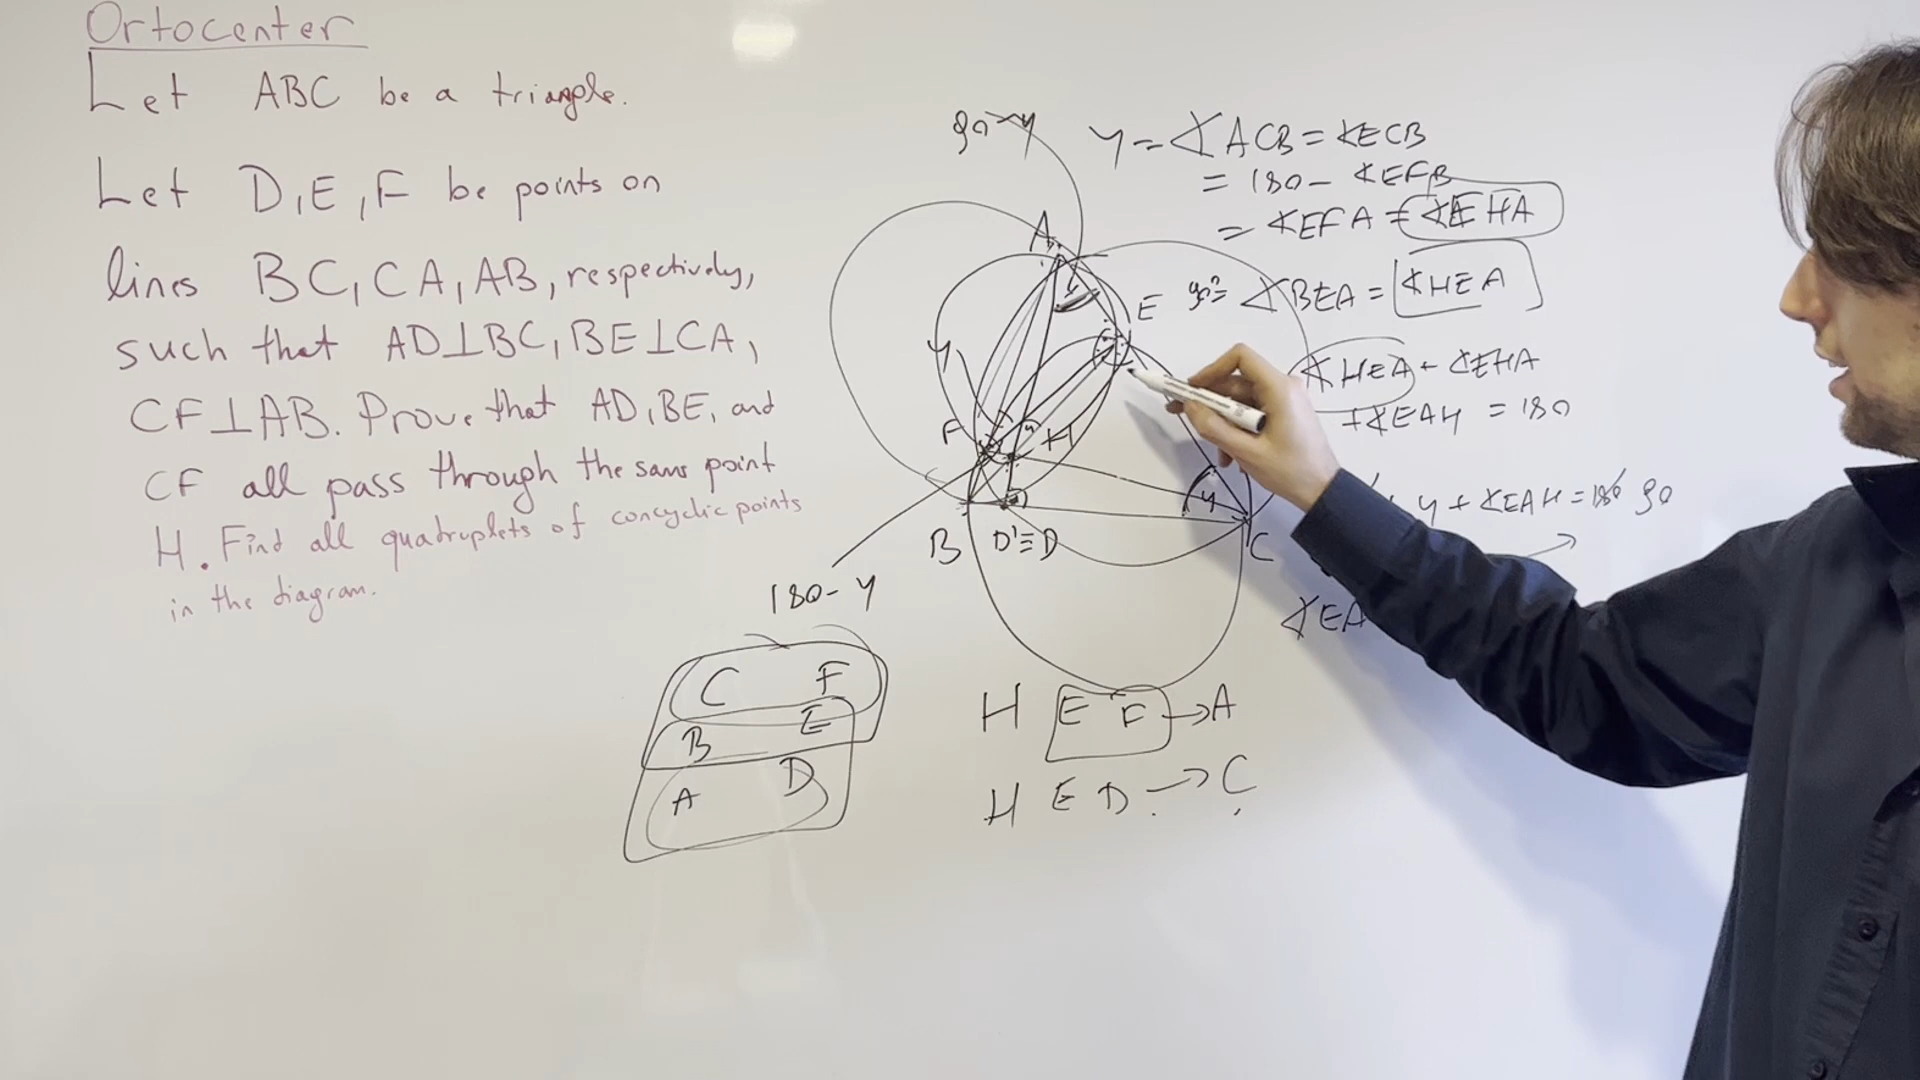 Ortocenter
Let ABC be a triangle.
Let D, E, F be points on
lines BC, CA, AB, respectively,
such that AD⊥BC, BE⊥CA,
CF⊥AB. Prove that AD, BE, and
CF all pass through the same point
H. Find all quadruplets of concyclic points
in the diagram.
90-γ
γ = ∢ACB = ∢ECB
= 180 - ∢EFB
= ∢EFA = ∢EHA
90= ∢BEA = ∢HEA
∢HEA + ∢EHA
+ ∢EAH = 180
γ + ∢EAH = 180 90
∢EA
A
E
γ
F
H
γ
B
D'≡D
C
180-γ
C F
B E
A D
H E F → A
H E D → C